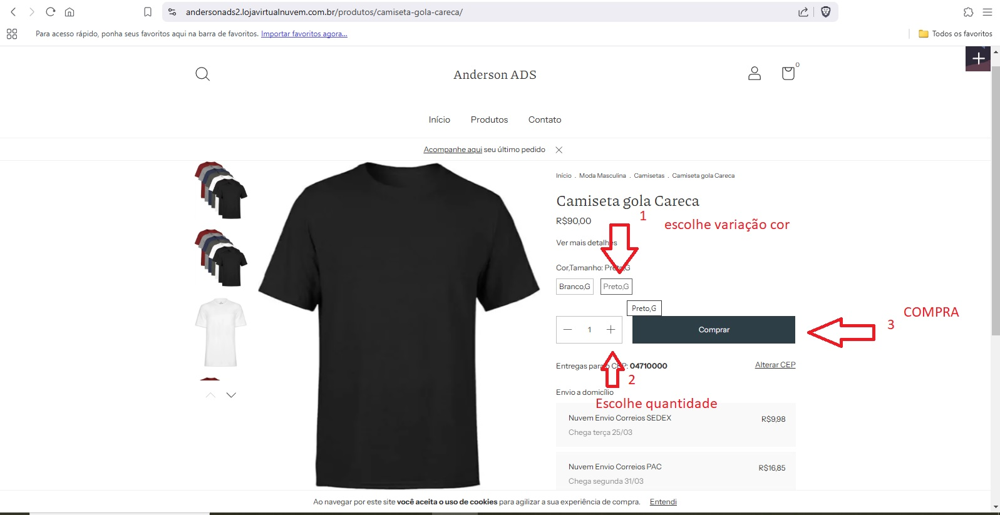 andersonads2.lojavirtualnuvem.com.br/produtos/camiseta-gola-careca/
Para acesso rápido, ponha seus favoritos aqui na barra de favoritos. Importar favoritos agora...
Todos os favoritos
Anderson ADS
0
Início
Produtos
Contato
Acompanhe aqui seu último pedido
Início . Moda Masculina . Camisetas . Camiseta gola Careca
Camiseta gola Careca
R$90,00
1
escolhe variação cor
Ver mais detalhes
Cor,Tamanho: Preto,G
Branco,G
Preto,G
Preto,G
1
Comprar
3
COMPRA
Entregas para o CEP: 04710000
Alterar CEP
2
Envio a domicílio
Escolhe quantidade
Nuvem Envio Correios SEDEX
R$9,98
Chega terça 25/03
Nuvem Envio Correios PAC
R$16,85
Chega segunda 31/03
Ao navegar por este site você aceita o uso de cookies para agilizar a sua experiência de compra. Entendi